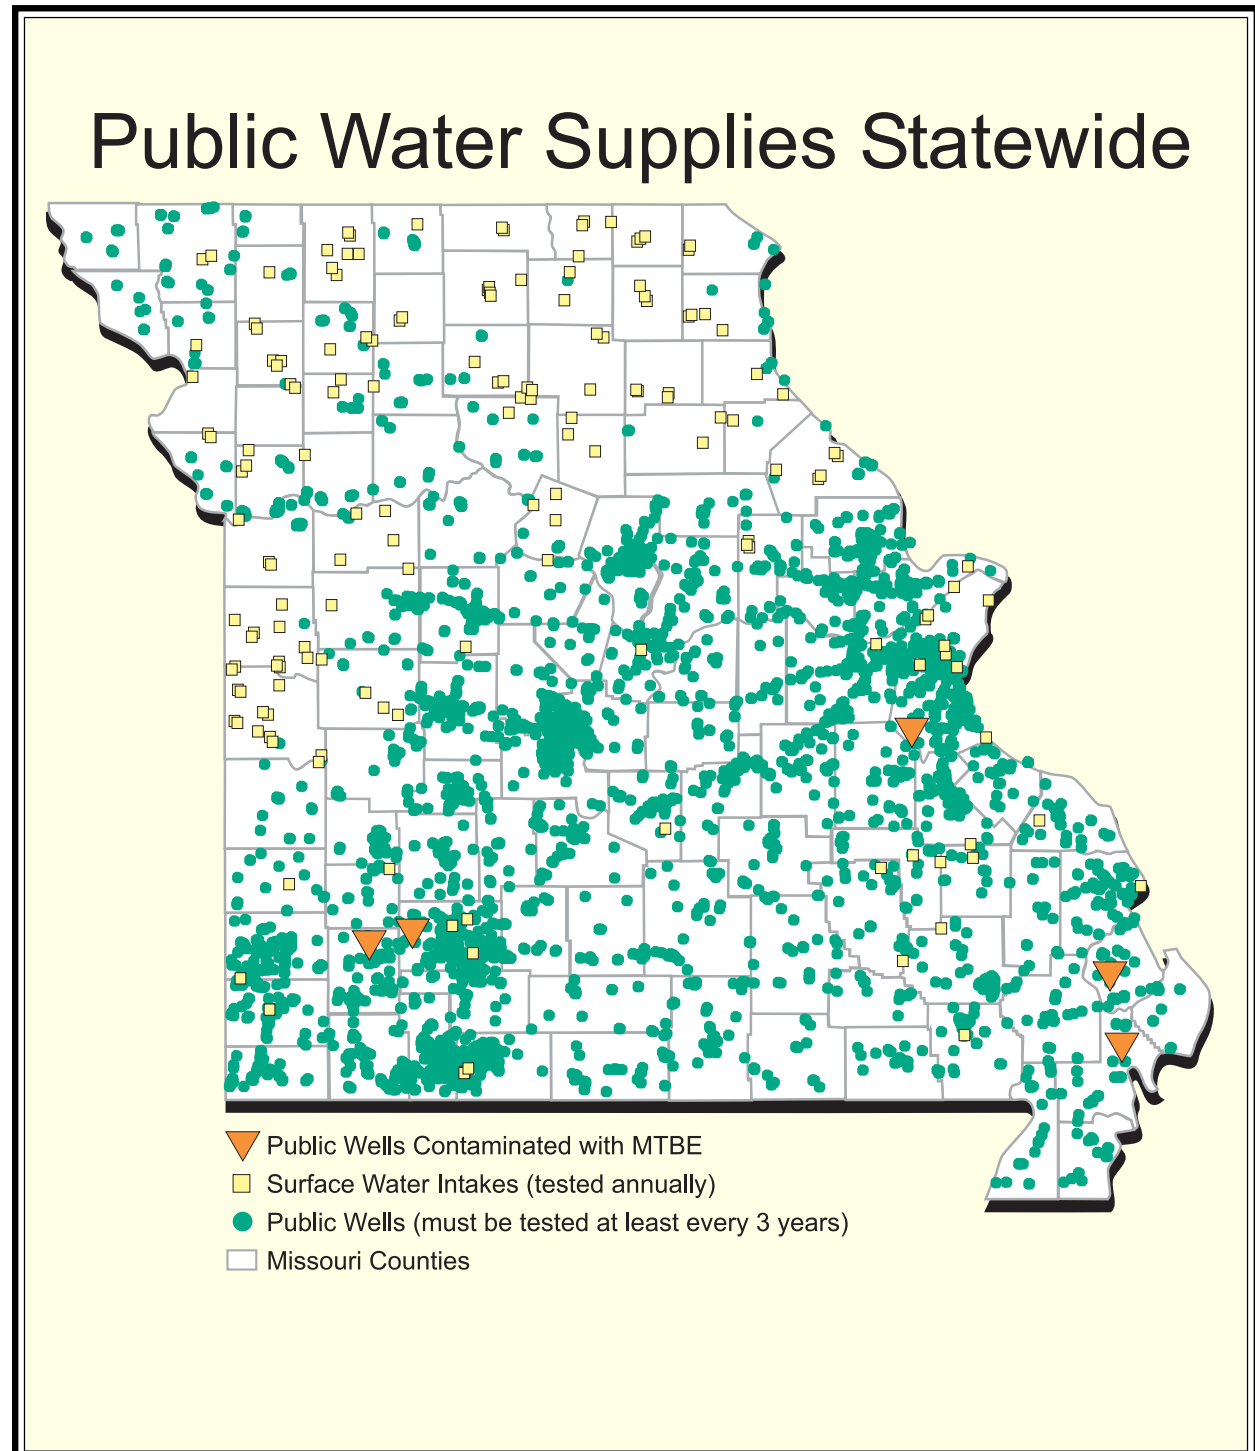 Public Water Supplies Statewide
Public Wells Contaminated with MTBE
Surface Water Intakes (tested annually)
Public Wells (must be tested at least every 3 years)
Missouri Counties